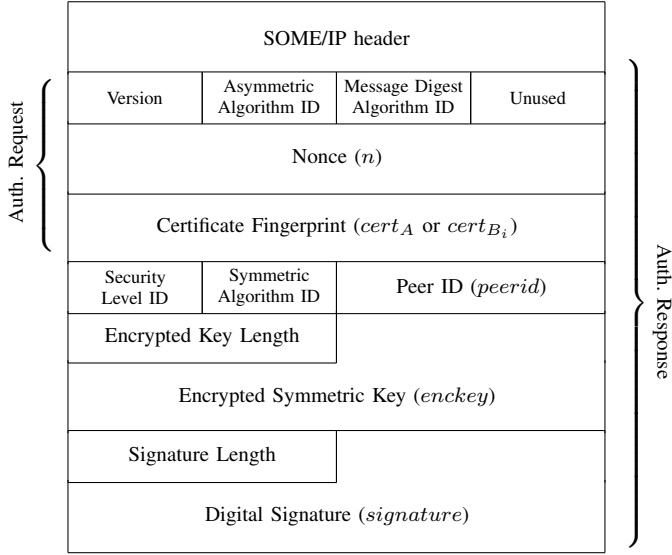 SOME/IP header
Version
Asymmetric
Algorithm ID
Message Digest
Algorithm ID
Unused
Nonce (n)
Certificate Fingerprint (cert_A or cert_{B_i})
Security
Level ID
Symmetric
Algorithm ID
Peer ID (peerid)
Encrypted Key Length
Encrypted Symmetric Key (enckey)
Signature Length
Digital Signature (signature)
Auth. Request
Auth. Response